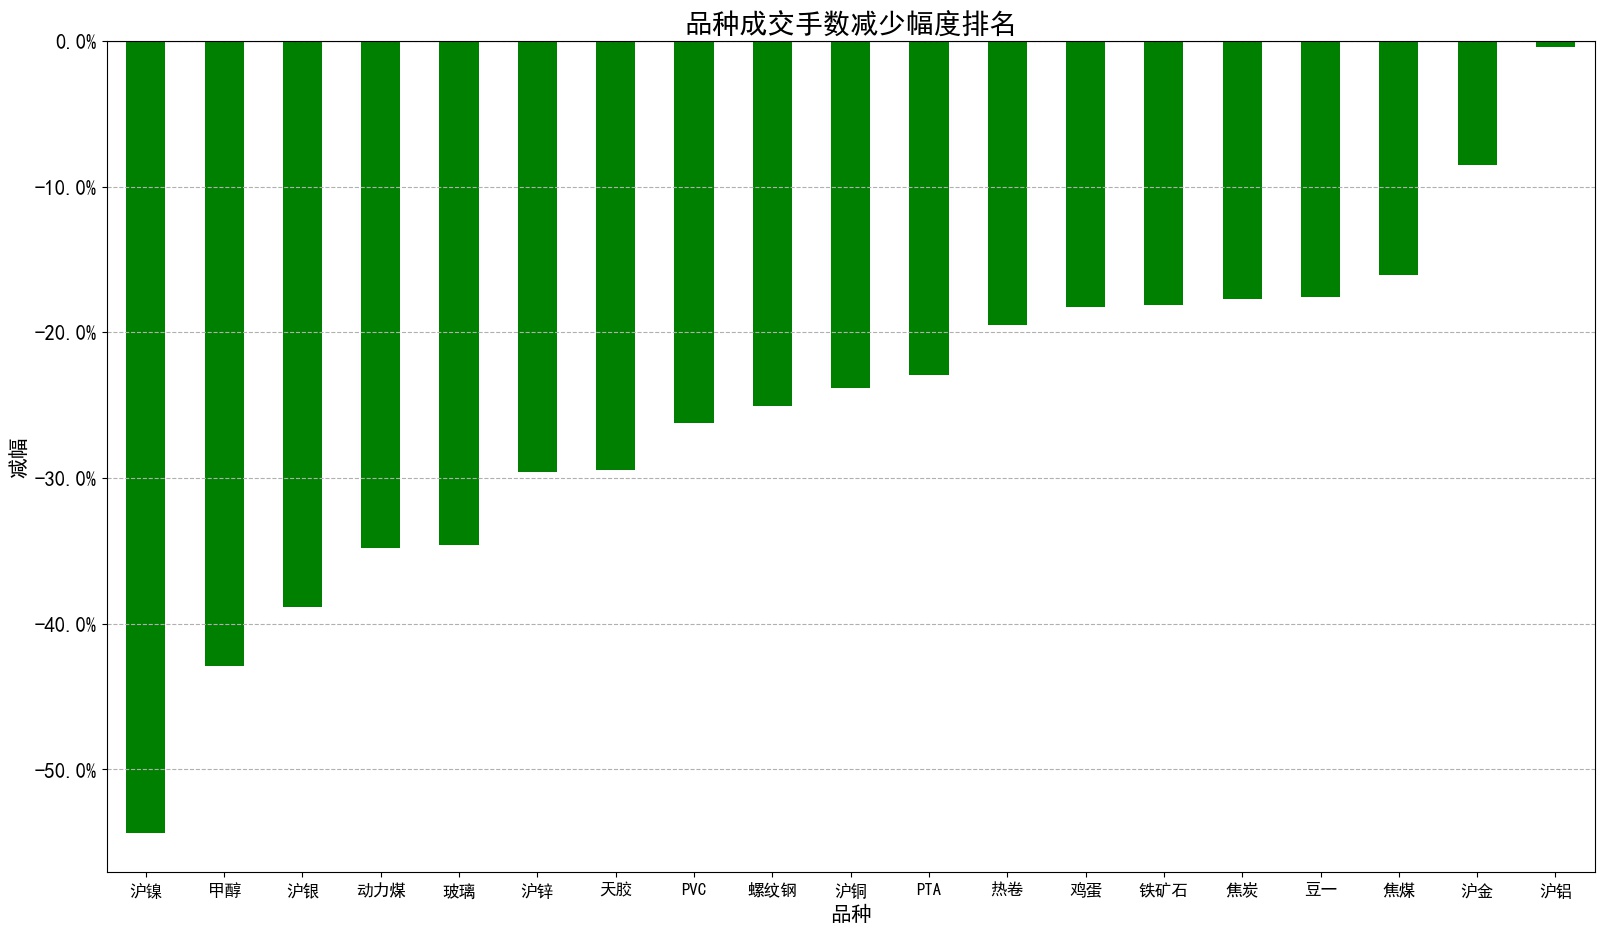 品种成交手数减少幅度排名
0.0%
-10.0%
-20.0%
-30.0%
-40.0%
-50.0%
减幅
沪镍 甲醇 沪银 动力煤 玻璃 沪锌 天胶 PVC 螺纹钢 沪铜 PTA 热卷 鸡蛋 铁矿石 焦炭 豆一 焦煤 沪金 沪铝
品种